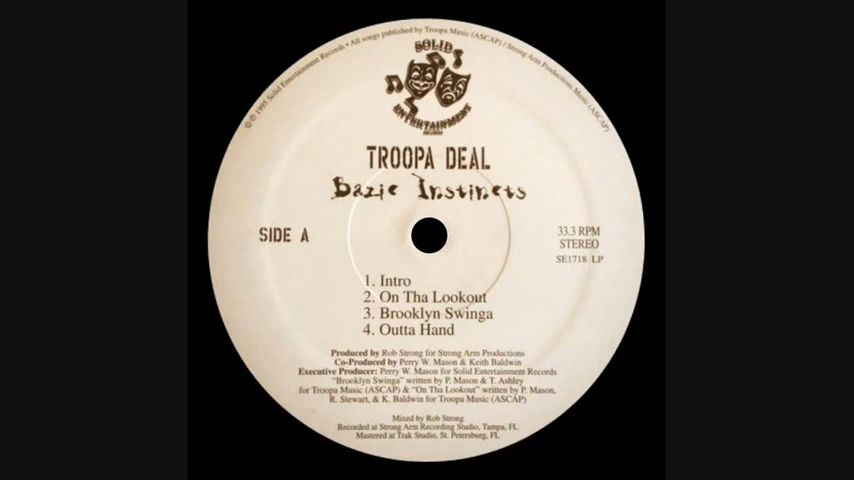 ℗ © 1995 Solid Entertainment Records • All songs published by Troopa Music (ASCAP) / Strong Arm Productions Music (ASCAP)
SOLID
ENTERTAINMENT
RECORDS
TROOPA DEAL
Bazic Instincts
SIDE A
33.3 RPM
STEREO
SE1718 LP
1. Intro
2. On Tha Lookout
3. Brooklyn Swinga
4. Outta Hand
Produced by Rob Strong for Strong Arm Productions
Co-Produced by Perry W. Mason & Keith Baldwin
Executive Producer: Perry W. Mason for Solid Entertainment Records
"Brooklyn Swinga" written by P. Mason & T. Ashley
for Troopa Music (ASCAP) & "On Tha Lookout" written by P. Mason,
R. Stewart, & K. Baldwin for Troopa Music (ASCAP)
Mixed by Rob Strong
Recorded at Strong Arm Recording Studio, Tampa, FL
Mastered at Trak Studio, St. Petersburg, FL